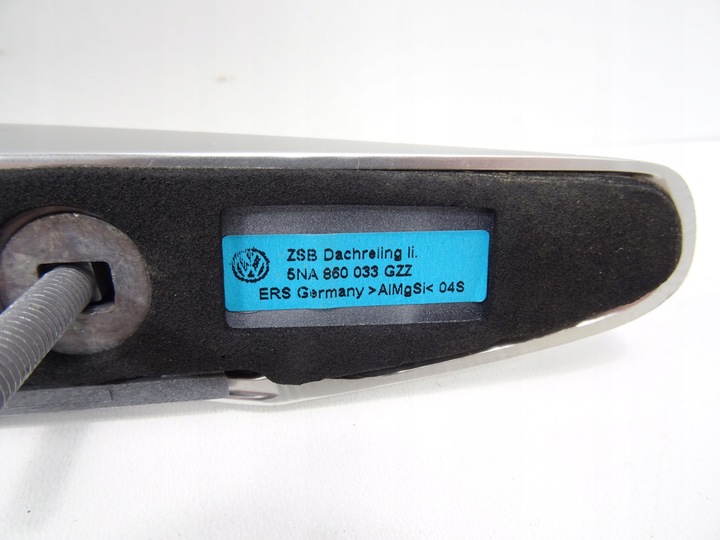 ZSB Dachreling li.
5NA 860 033 GZZ
ERS Germany >AlMgSi< 04S